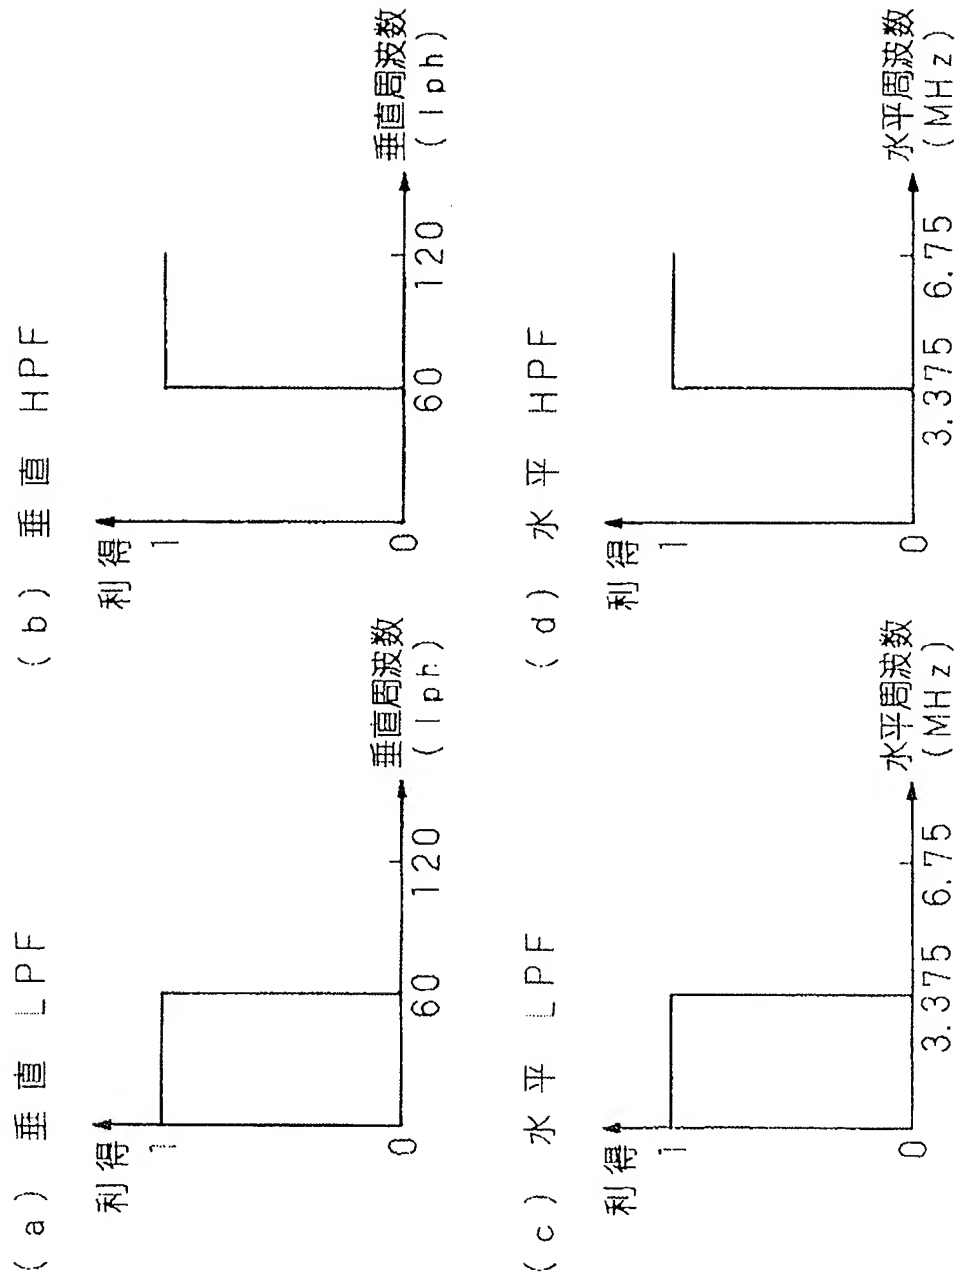 (a) 垂直 LPF
利得
1
0
60
120
垂直周波数
(lph)
(b) 垂直 HPF
利得
1
0
60
120
垂直周波数
(lph)
(c) 水平 LPF
利得
1
0
3.375
6.75
水平周波数
(MHz)
(d) 水平 HPF
利得
1
0
3.375
6.75
水平周波数
(MHz)